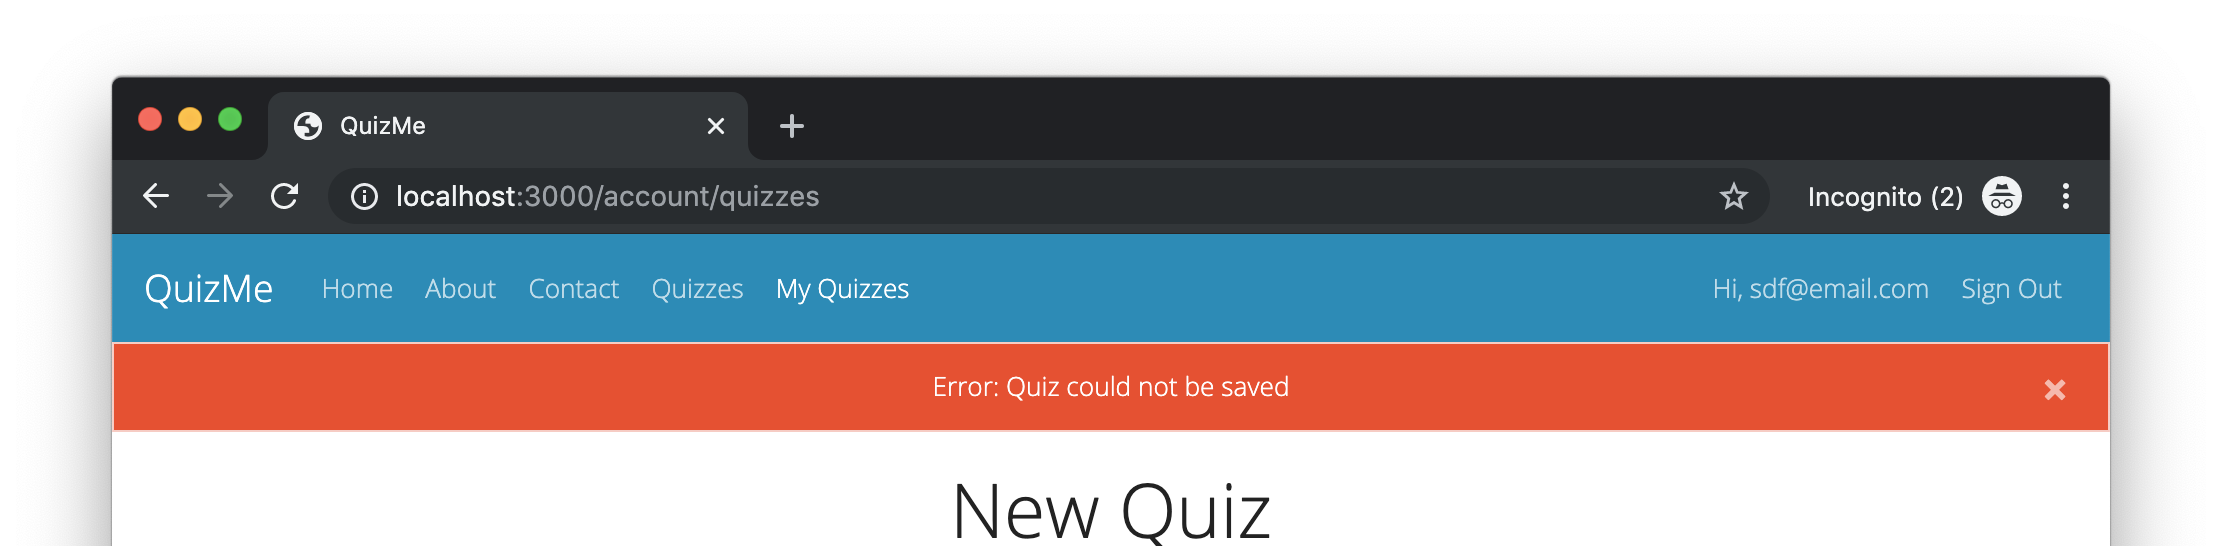 QuizMe
localhost:3000/account/quizzes Incognito (2)
QuizMe Home About Contact Quizzes My Quizzes Hi, sdf@email.com Sign Out
Error: Quiz could not be saved
New Quiz